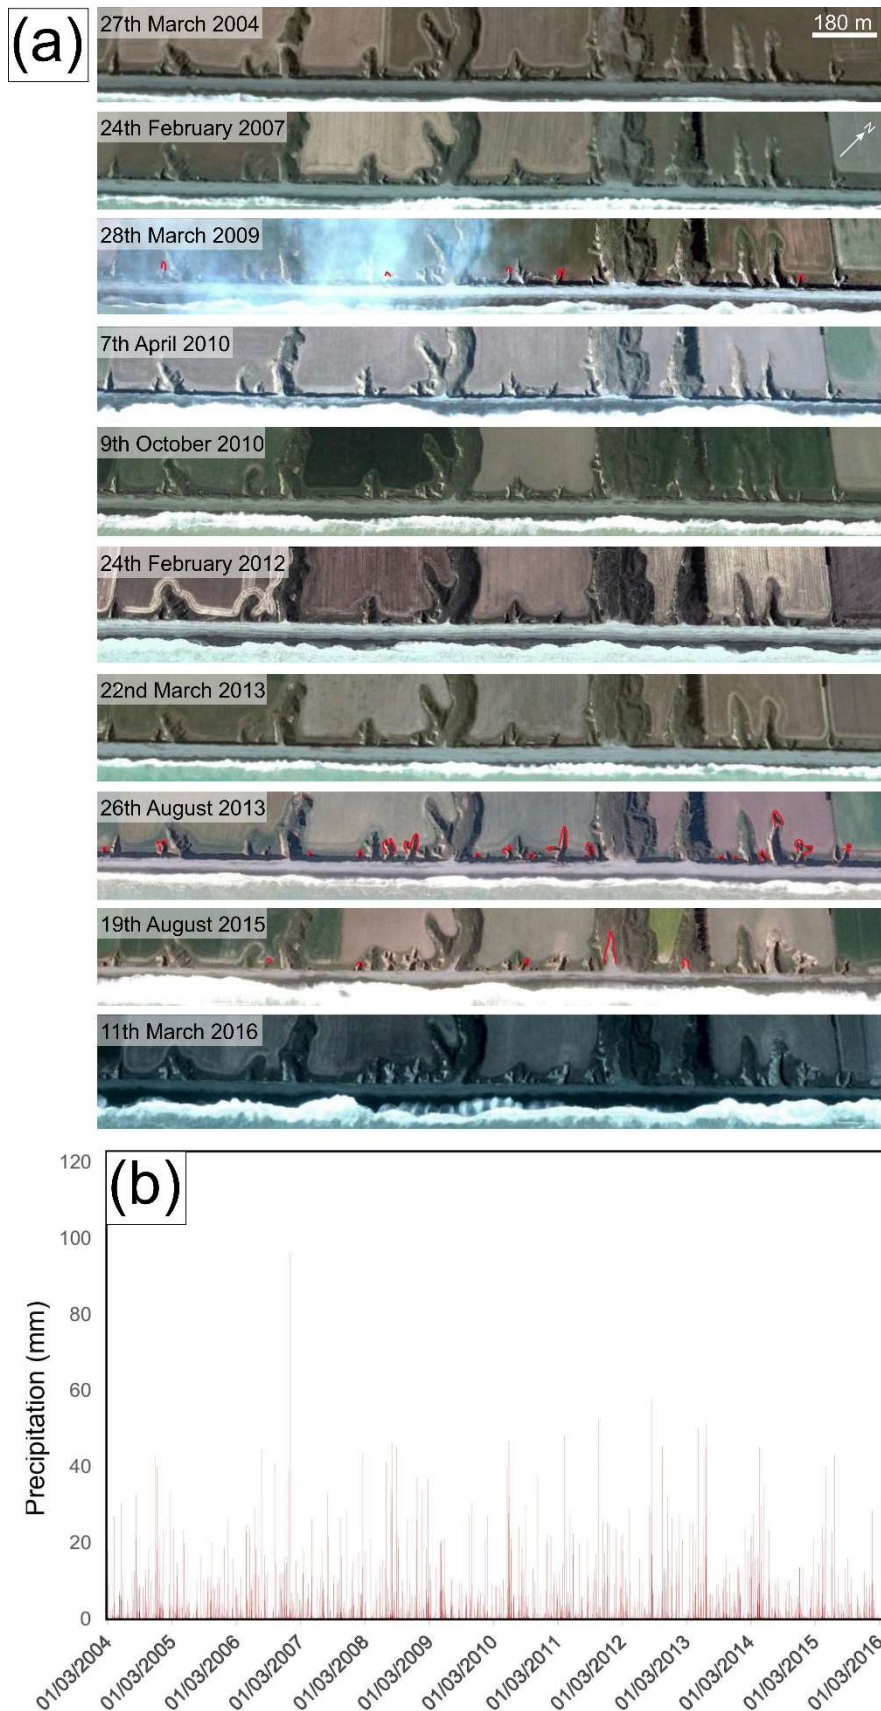 (a)
27th March 2004
180 m
24th February 2007
N
28th March 2009
7th April 2010
9th October 2010
24th February 2012
22nd March 2013
26th August 2013
19th August 2015
11th March 2016
(b)
120
100
80
60
40
20
0
Precipitation (mm)
01/03/2004
01/03/2005
01/03/2006
01/03/2007
01/03/2008
01/03/2009
01/03/2010
01/03/2011
01/03/2012
01/03/2013
01/03/2014
01/03/2015
01/03/2016